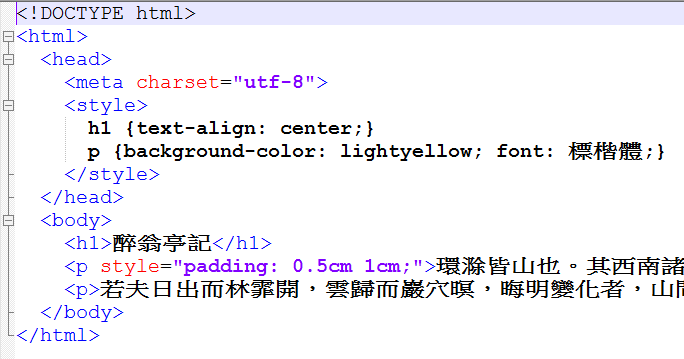 <!DOCTYPE html>
<html>
<head>
<meta charset="utf-8">
<style>
h1 {text-align: center;}
p {background-color: lightyellow; font: 標楷體;}
</style>
</head>
<body>
<h1>醉翁亭記</h1>
<p style="padding: 0.5cm 1cm;">環滁皆山也。其西南諸
<p>若夫日出而林霏開，雲歸而巖穴暝，晦明變化者，山間
</body>
</html>